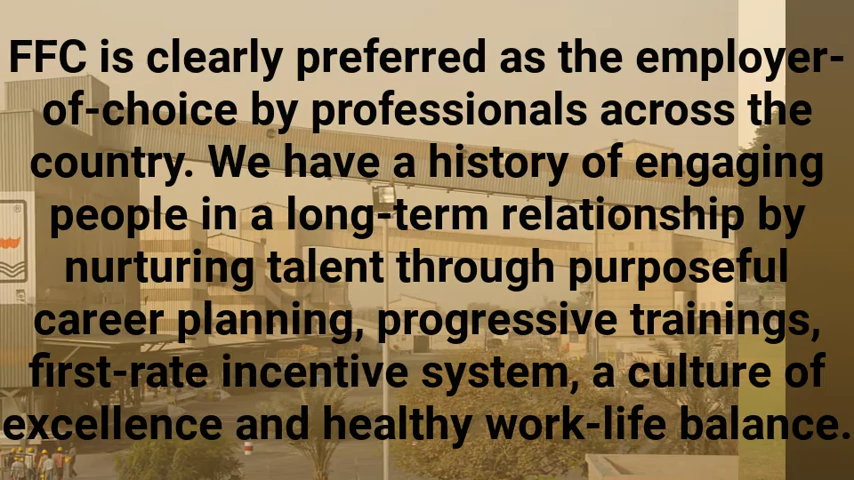 FFC is clearly preferred as the employer-
of-choice by professionals across the
country. We have a history of engaging
people in a long-term relationship by
nurturing talent through purposeful
career planning, progressive trainings,
first-rate incentive system, a culture of
excellence and healthy work-life balance.